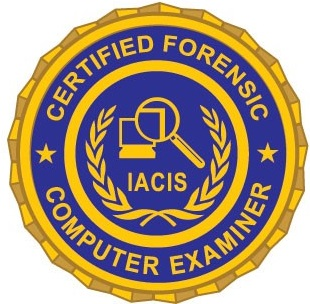 CERTIFIED FORENSIC
IACIS
COMPUTER EXAMINER